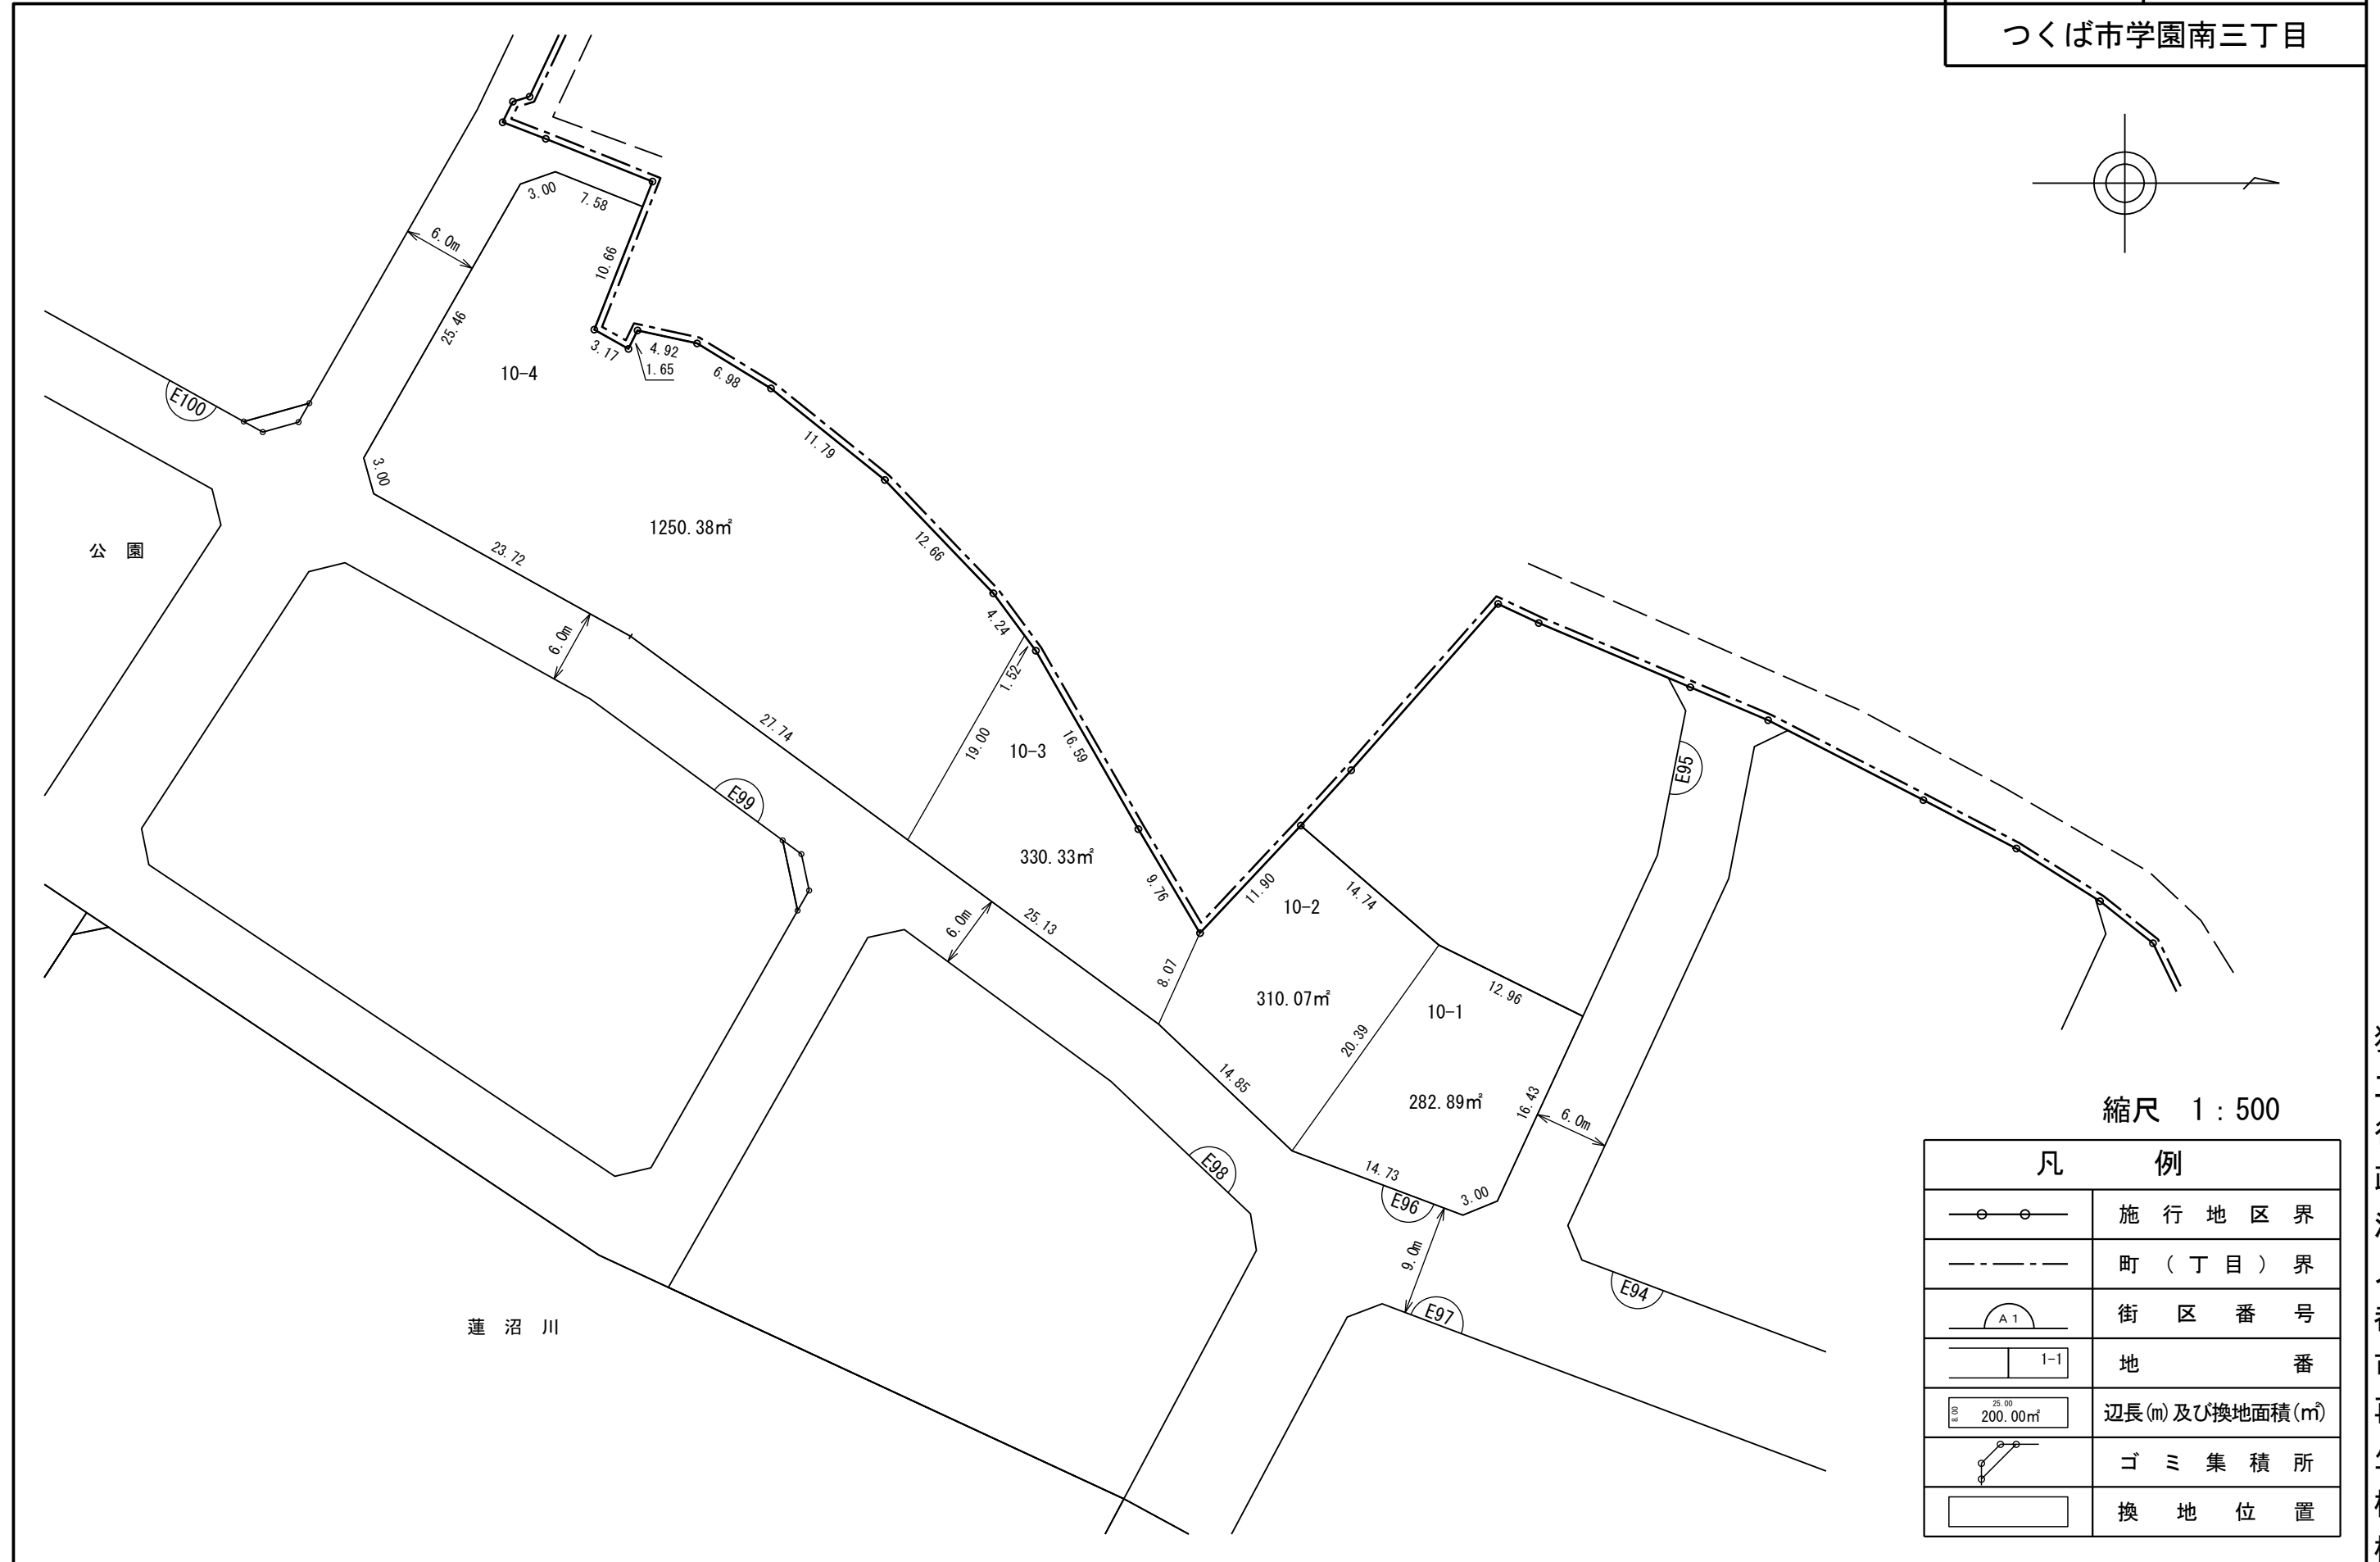 つくば市学園南三丁目
3.00
7.58
6.0m
10.66
25.46
3.17
4.92
1.65
6.98
10-4
E100
11.79
3.00
1250.38㎡
12.66
公園
23.72
4.24
6.0m
1.52
27.74
19.00
10-3
16.59
E95
E99
330.33㎡
9.76
11.90
14.74
10-2
25.13
6.0m
8.07
310.07㎡
12.96
10-1
20.39
14.85
282.89㎡
16.43
6.0m
E98
14.73
3.00
E96
9.0m
E94
E97
蓮沼川
縮尺 1:500
凡例
施行地区界
町(丁目)界
A1 街区番号
1-1 地番
8.00 25.00 200.00㎡ 辺長(m)及び換地面積(㎡)
ゴミ集積所
換地位置